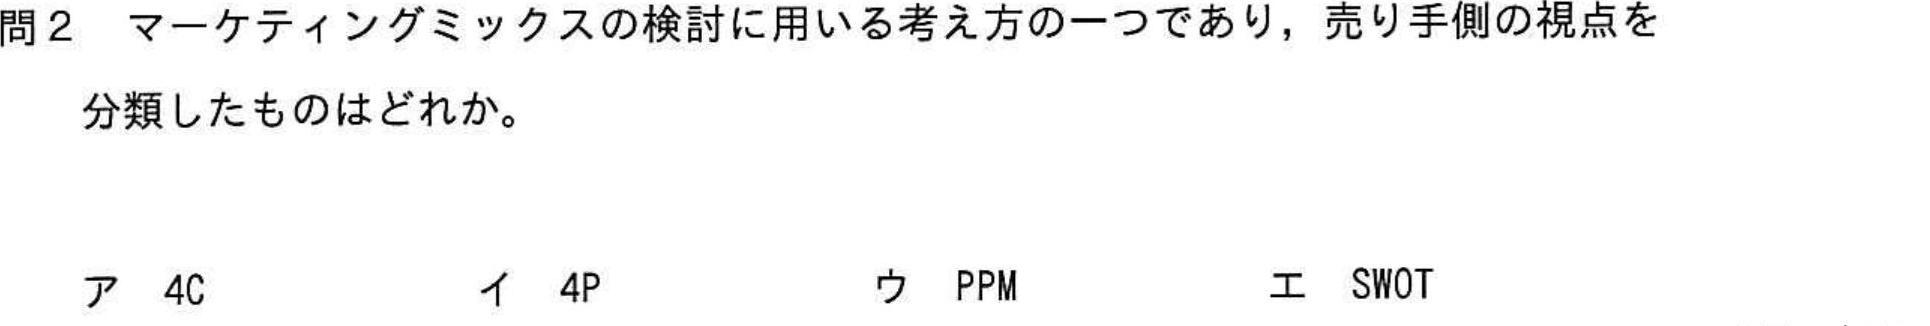 問2 マーケティングミックスの検討に用いる考え方の一つであり，売り手側の視点を
分類したものはどれか。
ア 4C イ 4P ウ PPM エ SWOT